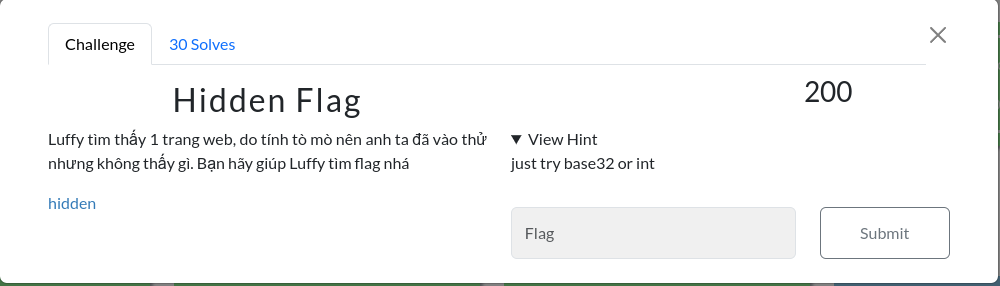 Challenge
30 Solves
Hidden Flag
200
Luffy tìm thấy 1 trang web, do tính tò mò nên anh ta đã vào thử
nhưng không thấy gì. Bạn hãy giúp Luffy tìm flag nhá
hidden
▼ View Hint
just try base32 or int
Flag
Submit